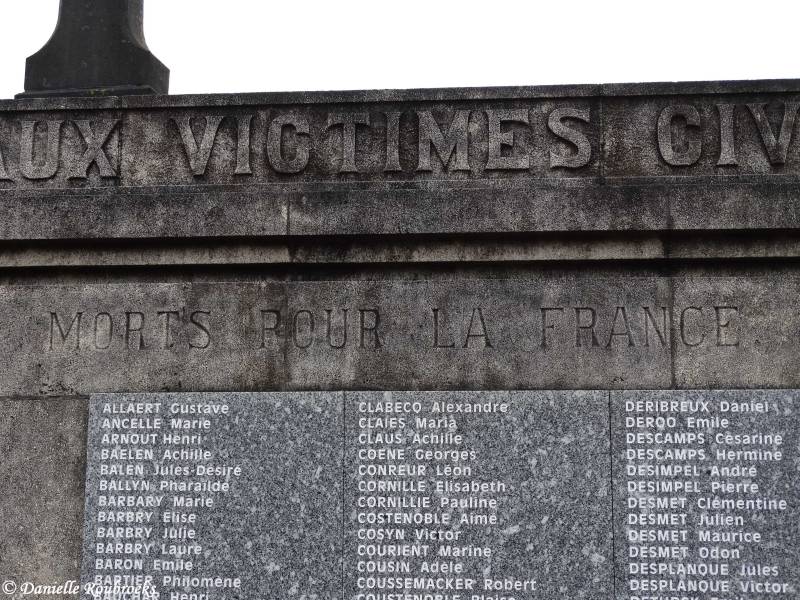 AUX VICTIMES CIV
MORTS POUR LA FRANCE
ALLAERT Gustave
ANCELLE Marie
ARNOUT Henri
BAELEN Achille
BALEN Jules-Désiré
BALLYN Pharaïlde
BARBARY Marie
BARBRY Elise
BARBRY Julie
BARBRY Laure
BARON Emile
BARTIER Philomène
BAUCHAR Henri
CLABECQ Alexandre
CLAIES Maria
CLAUS Achille
COENE Georges
CONREUR Léon
CORNILLE Elisabeth
CORNILLIE Pauline
COSTENOBLE Aimé
COSYN Victor
COURIENT Marine
COUSIN Adèle
COUSSEMACKER Robert
COUSTENOBLE Blaise
DERIBREUX Daniel
DEROO Emile
DESCAMPS Césarine
DESCAMPS Hermine
DESIMPEL André
DESIMPEL Pierre
DESMET Clémentine
DESMET Julien
DESMET Maurice
DESMET Odon
DESPLANQUE Jules
DESPLANQUE Victor
© Danielle Roubroeks